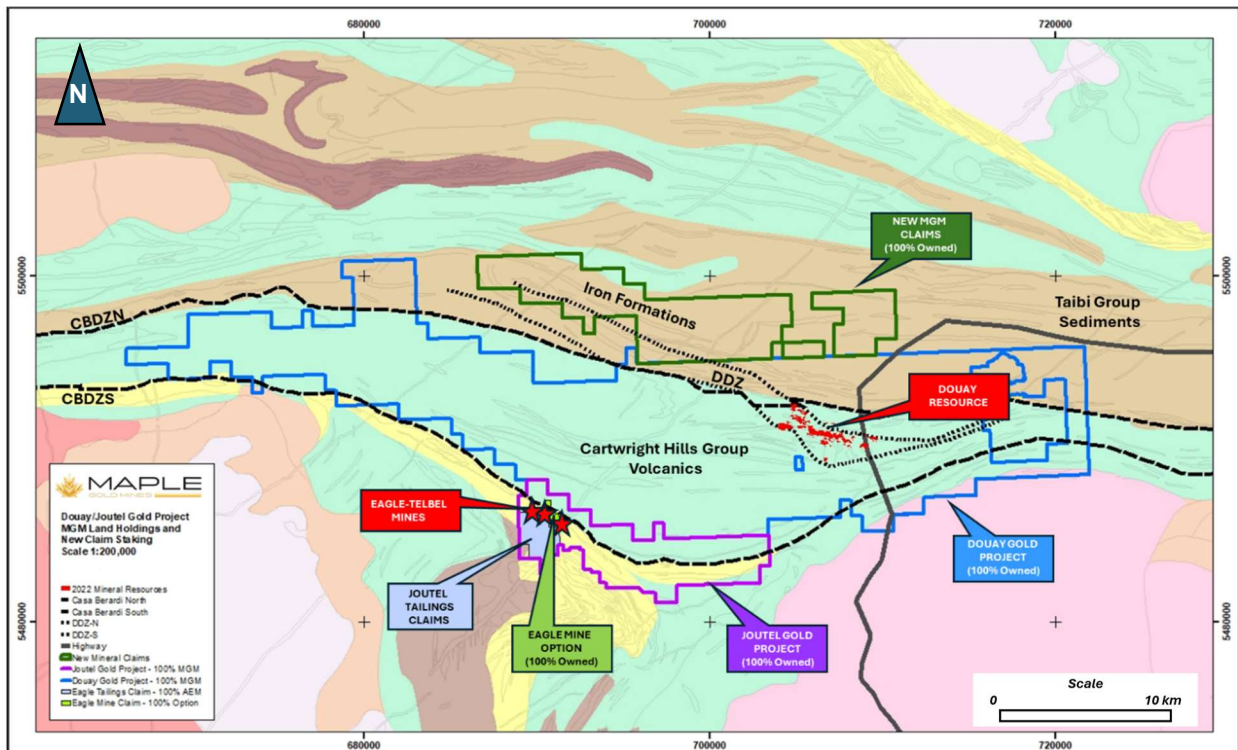 680000
700000
720000
N
NEW MGM
CLAIMS
(100% Owned)
5500000
5500000
Iron Formations
Taibi Group
Sediments
CBDZN
DDZ
DOUAY
RESOURCE
CBDZS
Cartwright Hills Group
Volcanics
MAPLE
GOLD MINES
EAGLE-TELBEL
MINES
Douay/Joutel Gold Project
MGM Land Holdings and
New Claim Staking
Scale 1:200,000
DOUAY GOLD
PROJECT
(100% Owned)
JOUTEL
TAILINGS
CLAIMS
EAGLE MINE
OPTION
(100% Owned)
JOUTEL GOLD
PROJECT
(100% Owned)
5480000
5480000
2022 Mineral Resources
Casa Berardi North
Casa Berardi South
DDZ-N
DDZ-S
Highway
New Mineral Claims
Joutel Gold Project - 100% MGM
Douay Gold Project - 100% MGM
Eagle Tailings Claim - 100% AEM
Eagle Mine Claim - 100% Option
Scale
0 10 km
680000
700000
720000